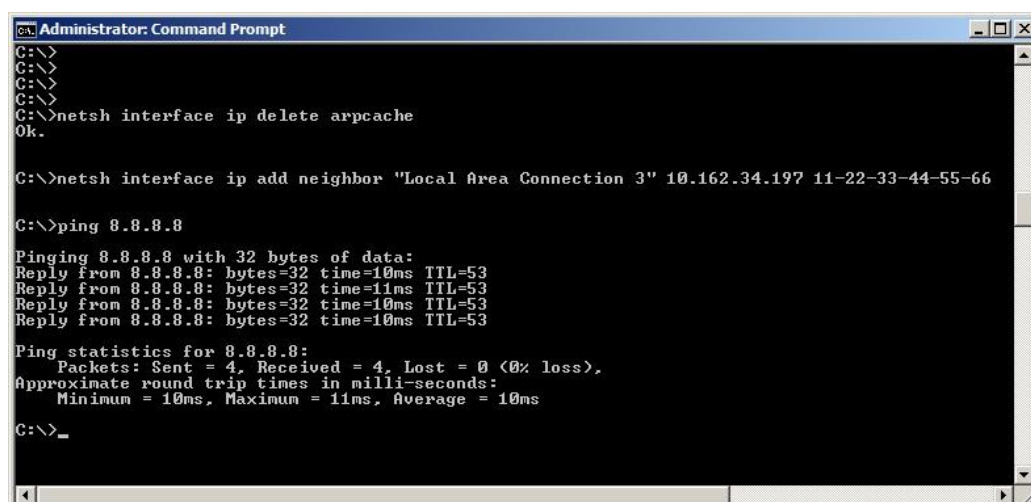 Administrator: Command Prompt
C:\>
C:\>
C:\>
C:\>
C:\>netsh interface ip delete arpcache
Ok.
C:\>netsh interface ip add neighbor "Local Area Connection 3" 10.162.34.197 11-22-33-44-55-66
C:\>ping 8.8.8.8
Pinging 8.8.8.8 with 32 bytes of data:
Reply from 8.8.8.8: bytes=32 time=10ms TTL=53
Reply from 8.8.8.8: bytes=32 time=11ms TTL=53
Reply from 8.8.8.8: bytes=32 time=10ms TTL=53
Reply from 8.8.8.8: bytes=32 time=10ms TTL=53
Ping statistics for 8.8.8.8:
Packets: Sent = 4, Received = 4, Lost = 0 (0% loss),
Approximate round trip times in milli-seconds:
Minimum = 10ms, Maximum = 11ms, Average = 10ms
C:\>_